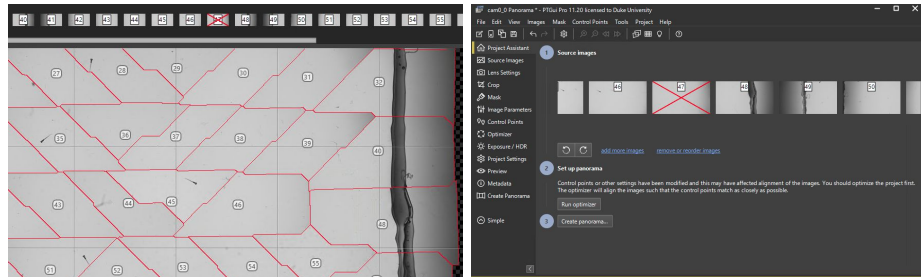 40 41 42 43 44 45 46 47 48 49 50 51 52 53 54 55
27 28 29 30 31 32
35 36 37 38 39 40
43 44 45 46 48
51 52 53 54 55
cam0_0 Panorama * - PTGui Pro 11.20 licensed to Duke University
File Edit View Images Mask Control Points Tools Project Help
Project Assistant
Source Images
Lens Settings
Crop
Mask
Image Parameters
Control Points
Optimizer
Exposure / HDR
Project Settings
Preview
Metadata
Create Panorama
Simple
1 Source images
46 47 48 49 50
add more images remove or reorder images
2 Set up panorama
Control points or other settings have been modified and this may have affected alignment of the images. You should optimize the project first.
The optimizer will align the images such that the control points match as closely as possible.
Run optimizer
3 Create panorama...